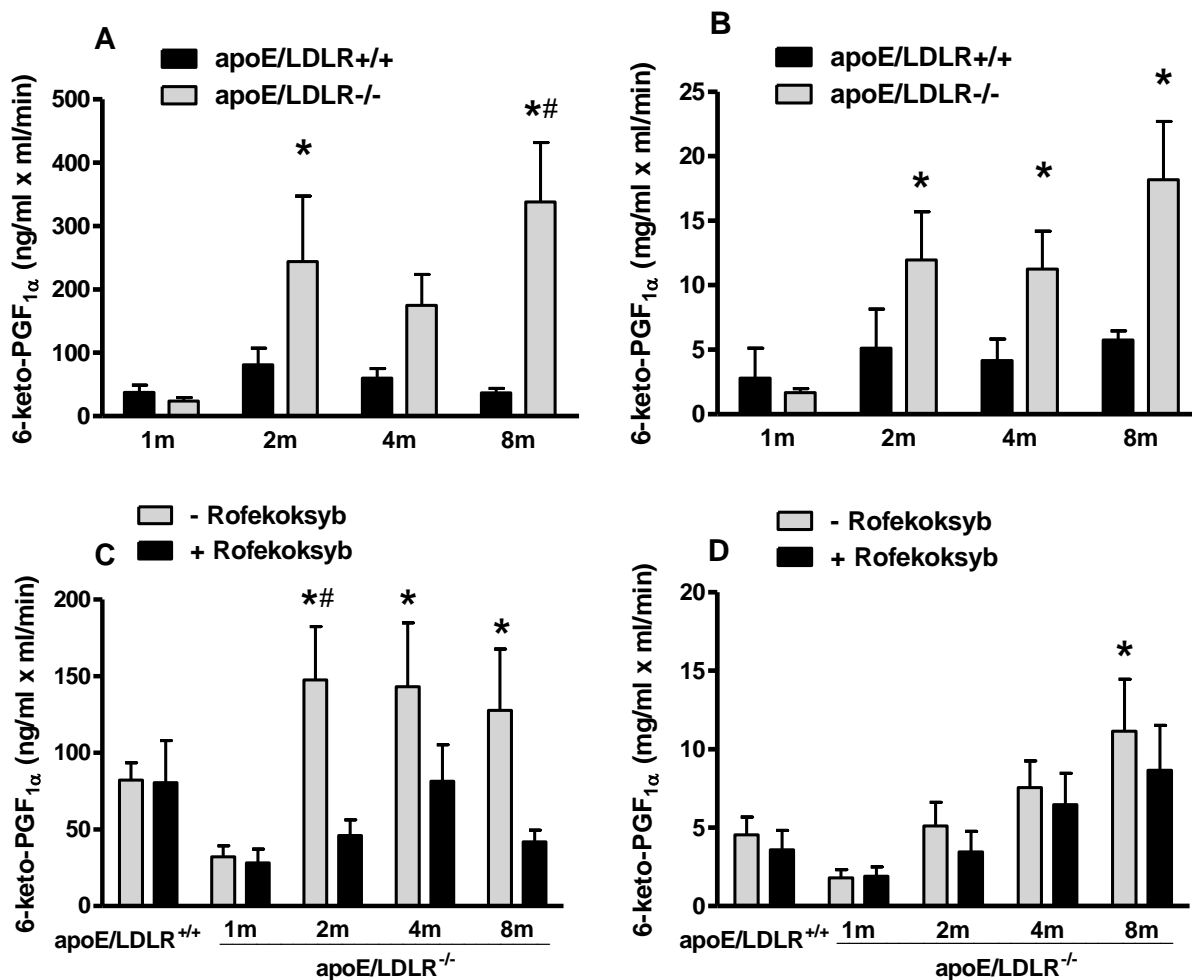 A
apoE/LDLR+/+
apoE/LDLR-/-
6-keto-PGF1α (ng/ml x ml/min)
500
400
300
200
100
0
*
*#
1m 2m 4m 8m
B
apoE/LDLR+/+
apoE/LDLR-/-
6-keto-PGF1α (mg/ml x ml/min)
25
20
15
10
5
0
*
*
*
1m 2m 4m 8m
C
- Rofekoksyb
+ Rofekoksyb
6-keto-PGF1α (ng/ml x ml/min)
200
150
100
50
0
*#
*
*
apoE/LDLR+/+ 1m 2m 4m 8m
apoE/LDLR-/-
D
- Rofekoksyb
+ Rofekoksyb
6-keto-PGF1α (mg/ml x ml/min)
20
15
10
5
0
*
apoE/LDLR+/+ 1m 2m 4m 8m
apoE/LDLR-/-